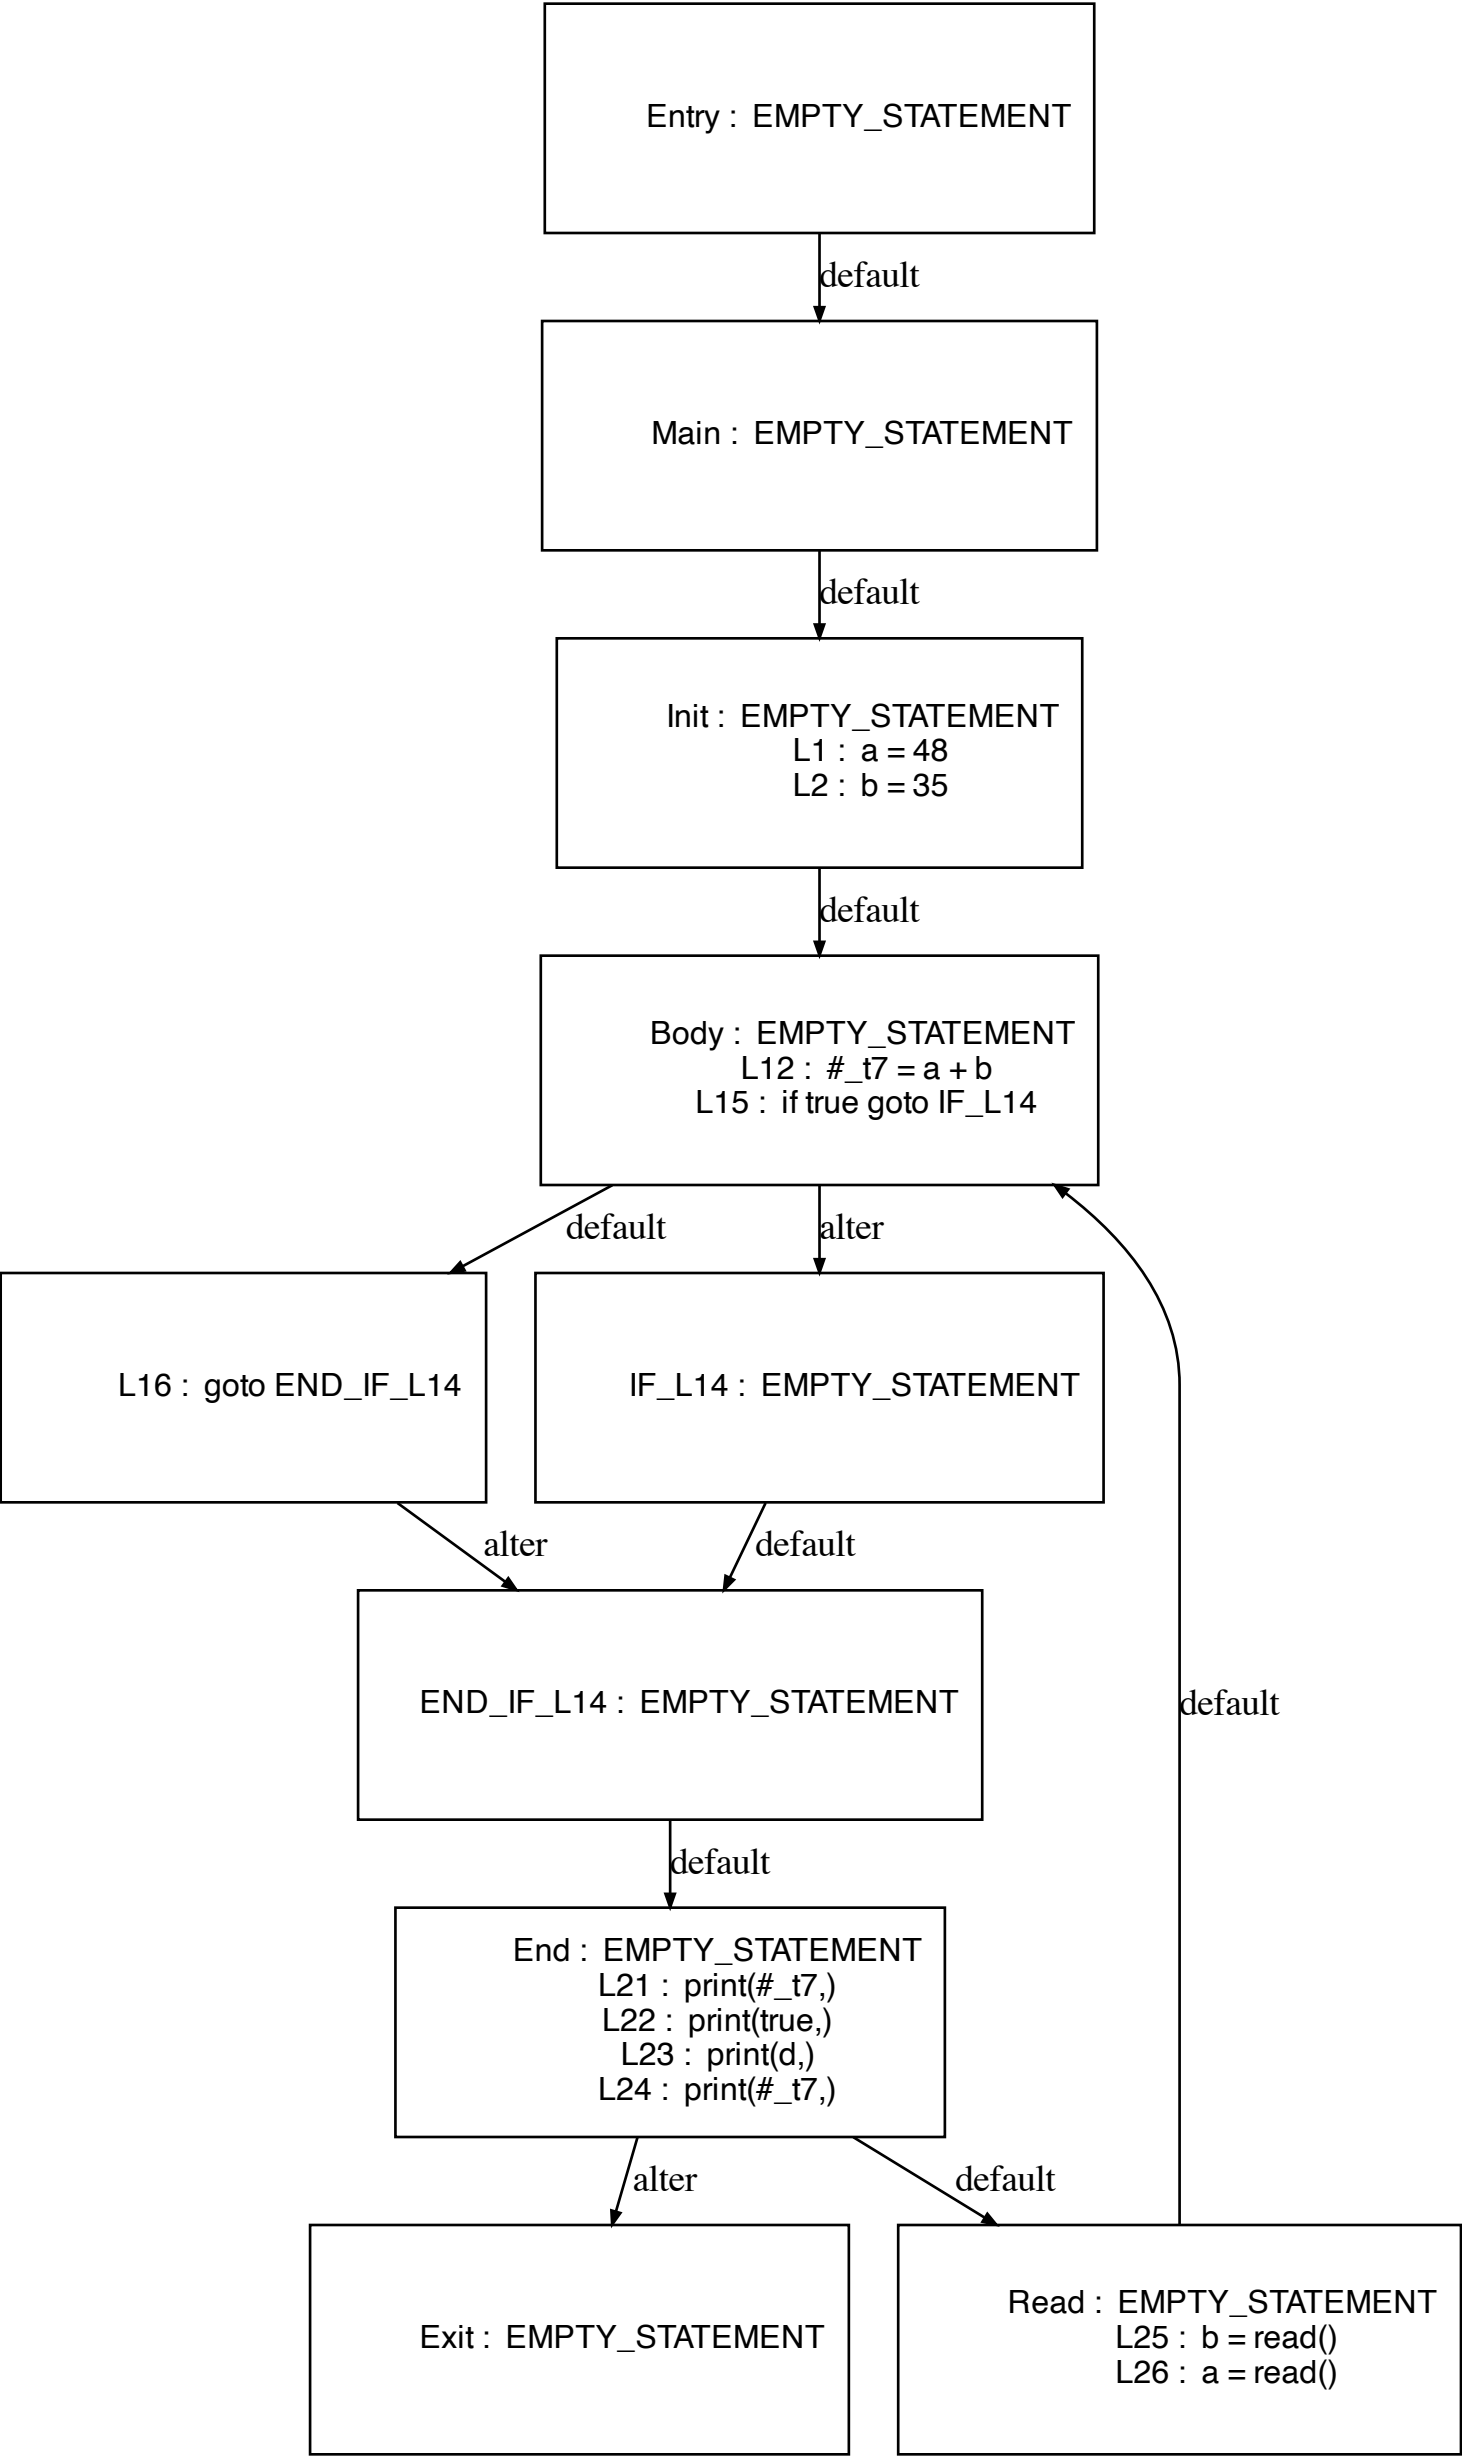 Entry :  EMPTY_STATEMENT
default
Main :  EMPTY_STATEMENT
default
Init :  EMPTY_STATEMENT
L1 :  a = 48
L2 :  b = 35
default
Body :  EMPTY_STATEMENT
L12 :  #_t7 = a + b
L15 :  if true goto IF_L14
default
alter
L16 :  goto END_IF_L14
IF_L14 :  EMPTY_STATEMENT
alter
default
END_IF_L14 :  EMPTY_STATEMENT
default
default
End :  EMPTY_STATEMENT
L21 :  print(#_t7,)
L22 :  print(true,)
L23 :  print(d,)
L24 :  print(#_t7,)
alter
default
Exit :  EMPTY_STATEMENT
Read :  EMPTY_STATEMENT
L25 :  b = read()
L26 :  a = read()